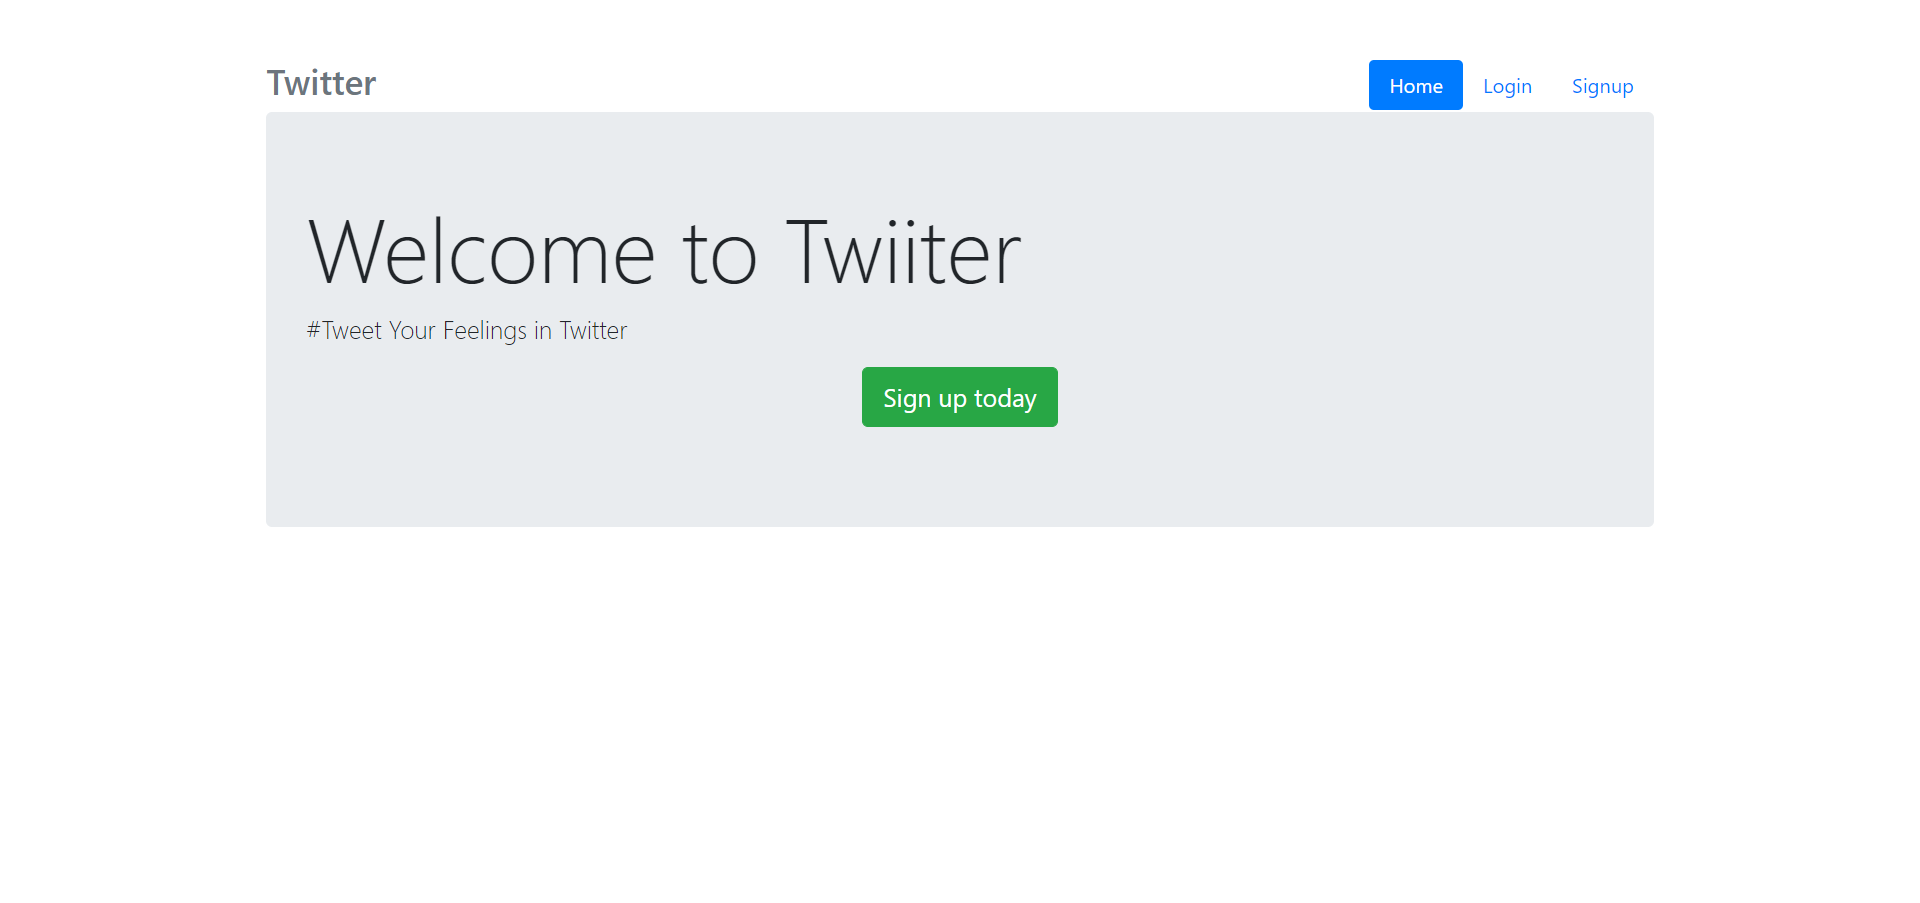 Twitter
Home Login Signup
Welcome to Twiiter
#Tweet Your Feelings in Twitter
Sign up today